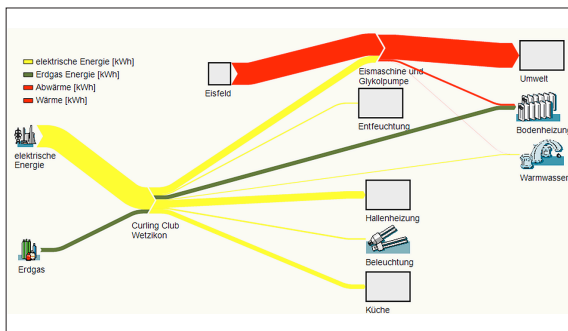 elektrische Energie [kWh]
Erdgas Energie [kWh]
Abwärme [kWh]
Wärme [kWh]
Eisfeld
Eismaschine und
Glykolpumpe
Umwelt
Entfeuchtung
Bodenheizung
elektrische
Energie
Warmwasser
Curling Club
Wetzikon
Hallenheizung
Erdgas
Beleuchtung
Küche